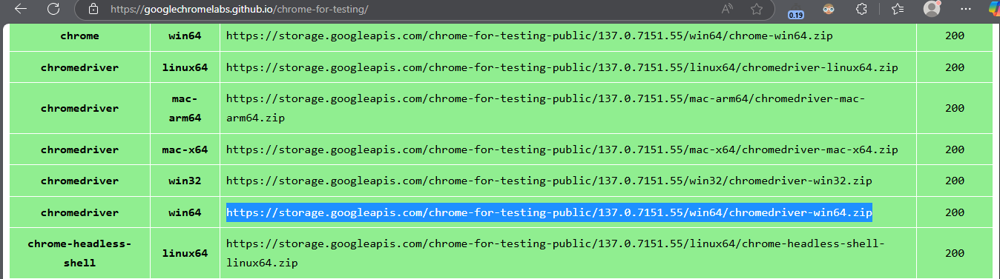 https://googlechromelabs.github.io/chrome-for-testing/
0.19
chrome win64 https://storage.googleapis.com/chrome-for-testing-public/137.0.7151.55/win64/chrome-win64.zip 200
chromedriver linux64 https://storage.googleapis.com/chrome-for-testing-public/137.0.7151.55/linux64/chromedriver-linux64.zip 200
chromedriver mac-
arm64 https://storage.googleapis.com/chrome-for-testing-public/137.0.7151.55/mac-arm64/chromedriver-mac-
arm64.zip 200
chromedriver mac-x64 https://storage.googleapis.com/chrome-for-testing-public/137.0.7151.55/mac-x64/chromedriver-mac-x64.zip 200
chromedriver win32 https://storage.googleapis.com/chrome-for-testing-public/137.0.7151.55/win32/chromedriver-win32.zip 200
chromedriver win64 https://storage.googleapis.com/chrome-for-testing-public/137.0.7151.55/win64/chromedriver-win64.zip 200
chrome-headless-
shell linux64 https://storage.googleapis.com/chrome-for-testing-public/137.0.7151.55/linux64/chrome-headless-shell-
linux64.zip 200